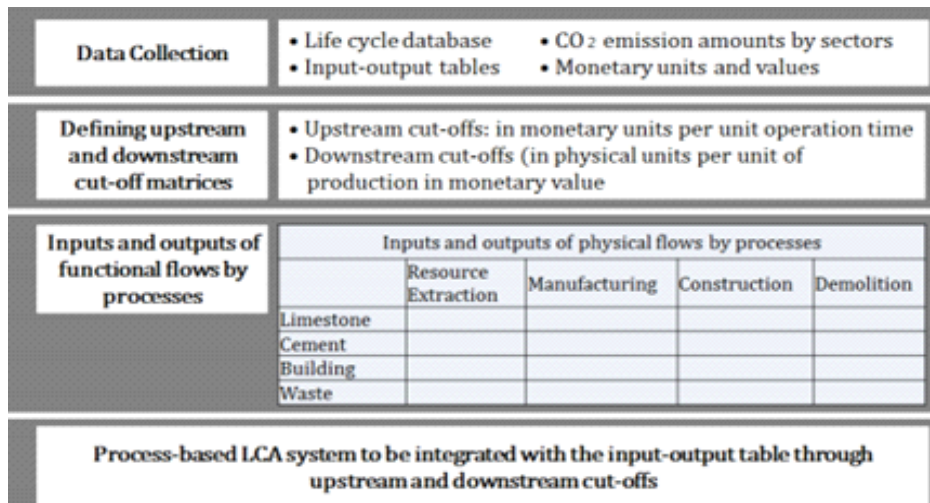 Data Collection
• Life cycle database
• CO2 emission amounts by sectors
• Input-output tables
• Monetary units and values
Defining upstream
and downstream
cut-off matrices
• Upstream cut-offs: in monetary units per unit operation time
• Downstream cut-offs (in physical units per unit of
production in monetary value
Inputs and outputs of
functional flows by
processes
Inputs and outputs of physical flows by processes
Resource
Extraction
Manufacturing
Construction
Demolition
Limestone
Cement
Building
Waste
Process-based LCA system to be integrated with the input-output table through
upstream and downstream cut-offs